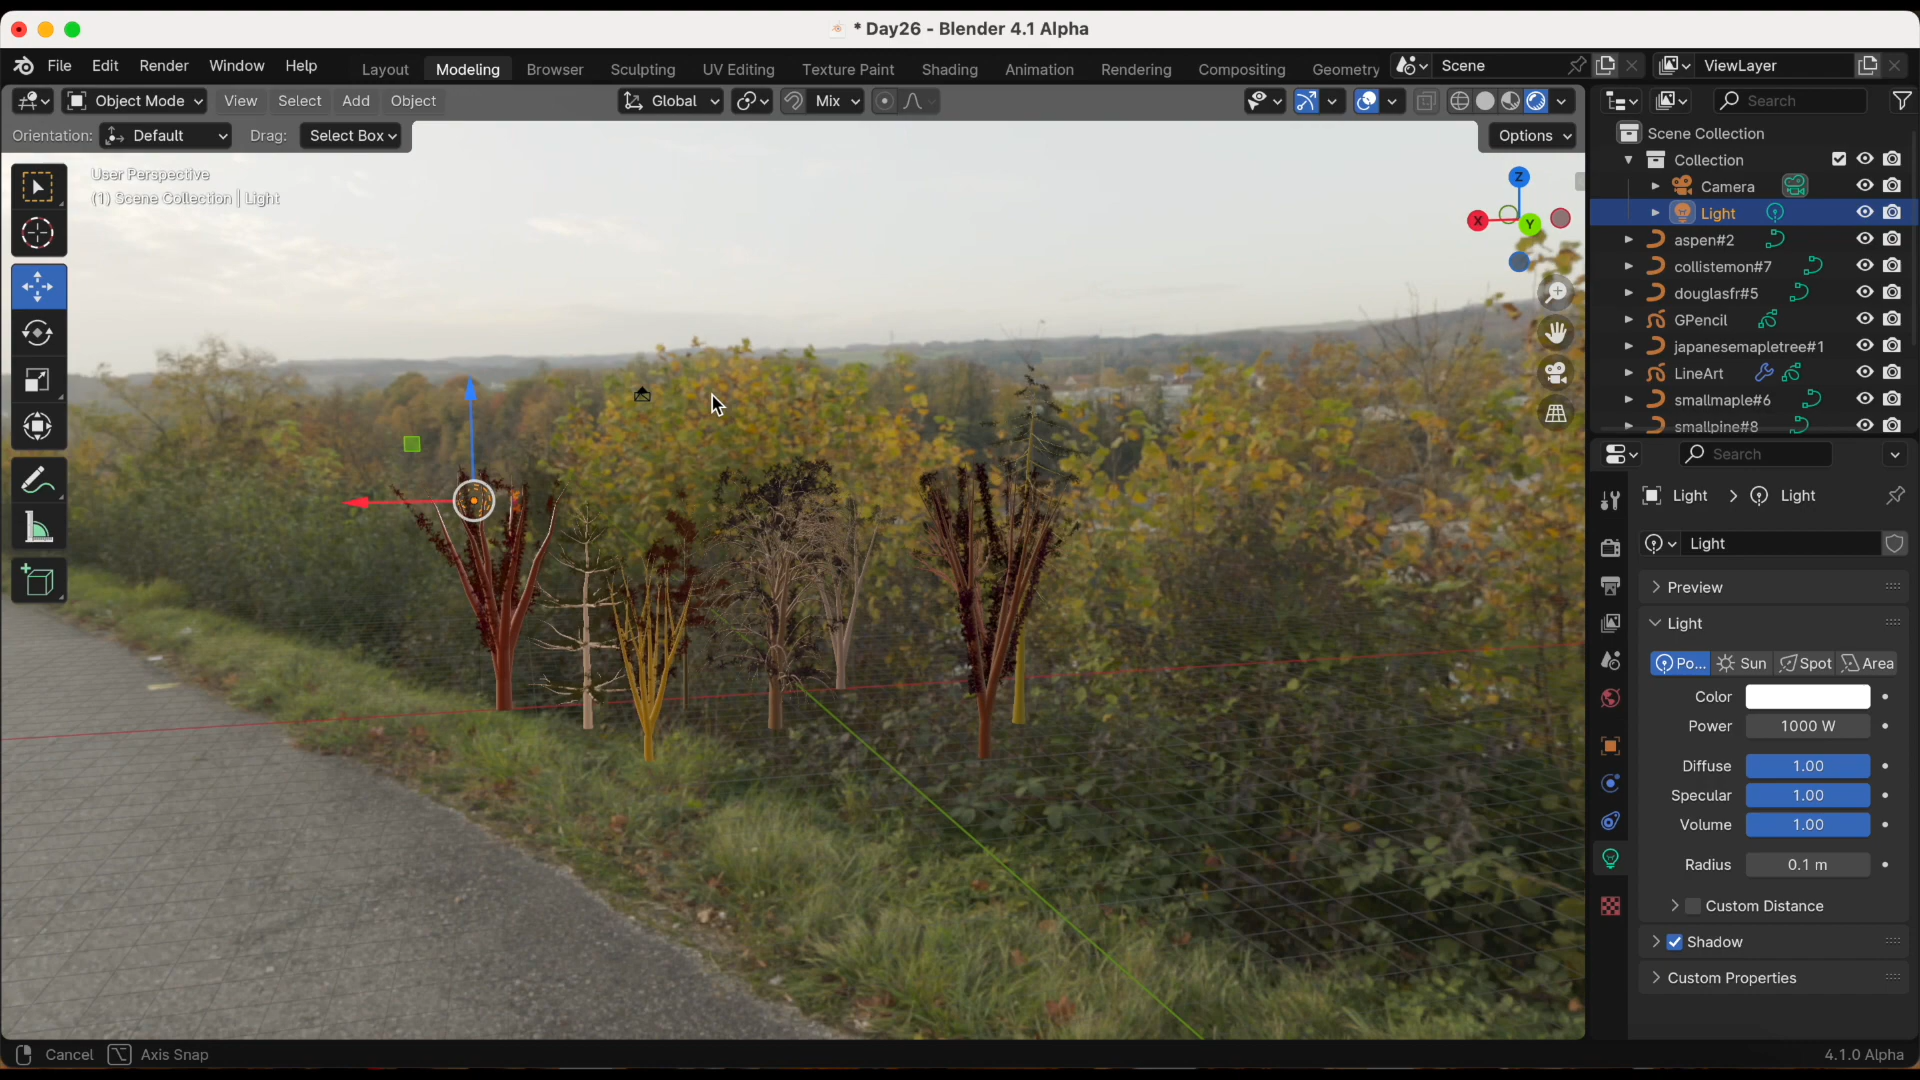 * Day26 - Blender 4.1 Alpha
File Edit Render Window Help Layout Modeling Browser Sculpting UV Editing Texture Paint Shading Animation Rendering Compositing Geometry Scene ViewLayer
Object Mode View Select Add Object Global Mix Search
Orientation: Default Drag: Select Box Options
User Perspective
(1) Scene Collection | Light
Z
X
Y
Scene Collection
Collection
Camera
Light
aspen#2
collistemon#7
douglasfr#5
GPencil
japanesemapletree#1
LineArt
smallmaple#6
smallpine#8
Search
Light > Light
Light
Preview
Light
Po... Sun Spot Area
Color
Power 1000 W
Diffuse 1.00
Specular 1.00
Volume 1.00
Radius 0.1 m
Custom Distance
Shadow
Custom Properties
Cancel Axis Snap 4.1.0 Alpha